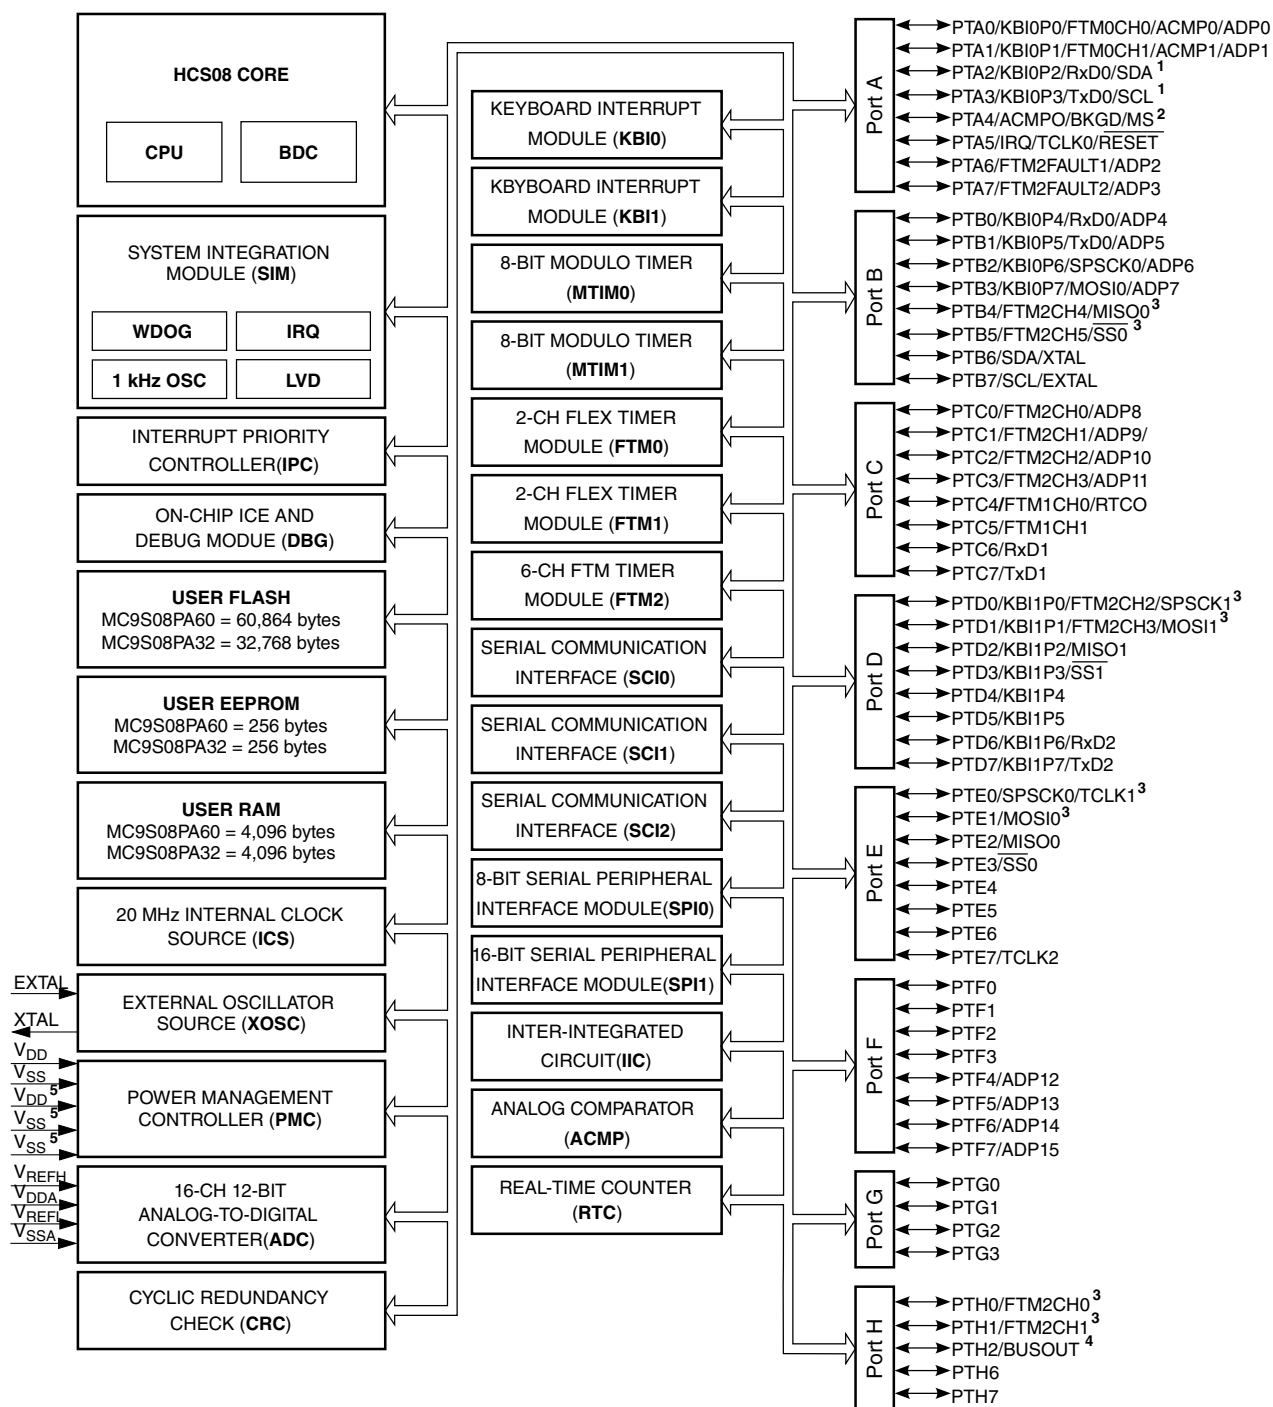 HCS08 CORE
CPU
BDC
SYSTEM INTEGRATION
MODULE (SIM)
WDOG
IRQ
1 kHz OSC
LVD
INTERRUPT PRIORITY
CONTROLLER(IPC)
ON-CHIP ICE AND
DEBUG MODUE (DBG)
USER FLASH
MC9S08PA60 = 60,864 bytes
MC9S08PA32 = 32,768 bytes
USER EEPROM
MC9S08PA60 = 256 bytes
MC9S08PA32 = 256 bytes
USER RAM
MC9S08PA60 = 4,096 bytes
MC9S08PA32 = 4,096 bytes
20 MHz INTERNAL CLOCK
SOURCE (ICS)
EXTAL
XTAL
EXTERNAL OSCILLATOR
SOURCE (XOSC)
VDD
VSS
VDD 5
VSS 5
VSS 5
POWER MANAGEMENT
CONTROLLER (PMC)
VREFH
VDDA
VREFL
VSSA
16-CH 12-BIT
ANALOG-TO-DIGITAL
CONVERTER(ADC)
CYCLIC REDUNDANCY
CHECK (CRC)
KEYBOARD INTERRUPT
MODULE (KBI0)
KBYBOARD INTERRUPT
MODULE (KBI1)
8-BIT MODULO TIMER
(MTIM0)
8-BIT MODULO TIMER
(MTIM1)
2-CH FLEX TIMER
MODULE (FTM0)
2-CH FLEX TIMER
MODULE (FTM1)
6-CH FTM TIMER
MODULE (FTM2)
SERIAL COMMUNICATION
INTERFACE (SCI0)
SERIAL COMMUNICATION
INTERFACE (SCI1)
SERIAL COMMUNICATION
INTERFACE (SCI2)
8-BIT SERIAL PERIPHERAL
INTERFACE MODULE(SPI0)
16-BIT SERIAL PERIPHERAL
INTERFACE MODULE(SPI1)
INTER-INTEGRATED
CIRCUIT(IIC)
ANALOG COMPARATOR
(ACMP)
REAL-TIME COUNTER
(RTC)
Port A
PTA0/KBI0P0/FTM0CH0/ACMP0/ADP0
PTA1/KBI0P1/FTM0CH1/ACMP1/ADP1
PTA2/KBI0P2/RxD0/SDA 1
PTA3/KBI0P3/TxD0/SCL 1
PTA4/ACMPO/BKGD/MS 2
PTA5/IRQ/TCLK0/RESET
PTA6/FTM2FAULT1/ADP2
PTA7/FTM2FAULT2/ADP3
Port B
PTB0/KBI0P4/RxD0/ADP4
PTB1/KBI0P5/TxD0/ADP5
PTB2/KBI0P6/SPSCK0/ADP6
PTB3/KBI0P7/MOSI0/ADP7
PTB4/FTM2CH4/MISO0 3
PTB5/FTM2CH5/SS0 3
PTB6/SDA/XTAL
PTB7/SCL/EXTAL
Port C
PTC0/FTM2CH0/ADP8
PTC1/FTM2CH1/ADP9/
PTC2/FTM2CH2/ADP10
PTC3/FTM2CH3/ADP11
PTC4/FTM1CH0/RTCO
PTC5/FTM1CH1
PTC6/RxD1
PTC7/TxD1
Port D
PTD0/KBI1P0/FTM2CH2/SPSCK1 3
PTD1/KBI1P1/FTM2CH3/MOSI1 3
PTD2/KBI1P2/MISO1
PTD3/KBI1P3/SS1
PTD4/KBI1P4
PTD5/KBI1P5
PTD6/KBI1P6/RxD2
PTD7/KBI1P7/TxD2
Port E
PTE0/SPSCK0/TCLK1 3
PTE1/MOSI0 3
PTE2/MISO0
PTE3/SS0
PTE4
PTE5
PTE6
PTE7/TCLK2
Port F
PTF0
PTF1
PTF2
PTF3
PTF4/ADP12
PTF5/ADP13
PTF6/ADP14
PTF7/ADP15
Port G
PTG0
PTG1
PTG2
PTG3
Port H
PTH0/FTM2CH0 3
PTH1/FTM2CH1 3
PTH2/BUSOUT 4
PTH6
PTH7